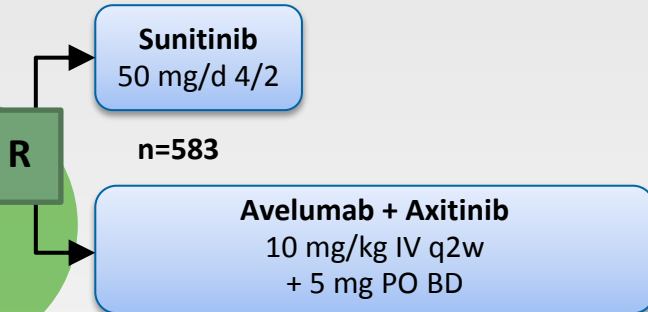 Sunitinib
50 mg/d 4/2
R
n=583
Avelumab + Axitinib
10 mg/kg IV q2w
+ 5 mg PO BD